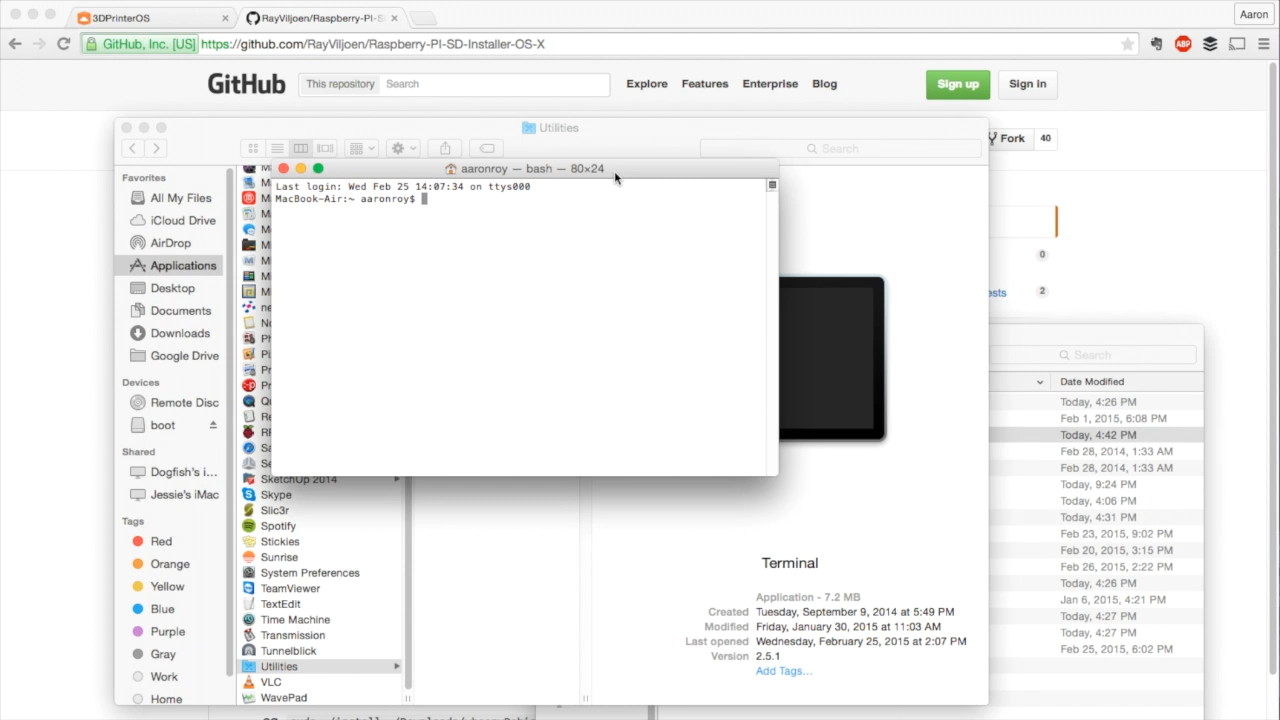 3DPrinterOS
RayViljoen/Raspberry-PI-S
Aaron
GitHub, Inc. [US] https://github.com/RayViljoen/Raspberry-PI-SD-Installer-OS-X
ABP
GitHub
This repository Search
Explore Features Enterprise Blog
Sign up Sign in
Utilities
Fork 40
Search
aaronroy — bash — 80×24
Last login: Wed Feb 25 14:07:34 on ttys000
MacBook-Air:~ aaronroy$
Favorites
All My Files
iCloud Drive
AirDrop
Applications
Desktop
Documents
Downloads
Google Drive
Devices
Remote Disc
boot
Shared
Dogfish's i...
Jessie's iMac
Tags
Red
Orange
Yellow
Blue
Purple
Gray
Work
Home
SketchUp 2014
Skype
Slic3r
Spotify
Stickies
Sunrise
System Preferences
TeamViewer
TextEdit
Time Machine
Transmission
Tunnelblick
Utilities
VLC
WavePad
Terminal
Application - 7.2 MB
Created Tuesday, September 9, 2014 at 5:49 PM
Modified Friday, January 30, 2015 at 11:03 AM
Last opened Wednesday, February 25, 2015 at 2:07 PM
Version 2.5.1
Add Tags...
0
ests 2
Search
Date Modified
Today, 4:26 PM
Feb 1, 2015, 6:08 PM
Today, 4:42 PM
Feb 28, 2014, 1:33 AM
Feb 28, 2014, 1:33 AM
Today, 9:24 PM
Today, 4:06 PM
Today, 4:31 PM
Feb 23, 2015, 9:02 PM
Feb 20, 2015, 3:15 PM
Feb 26, 2015, 2:22 PM
Today, 4:26 PM
Jan 6, 2015, 4:21 PM
Today, 4:27 PM
Today, 4:27 PM
Feb 25, 2015, 6:02 PM